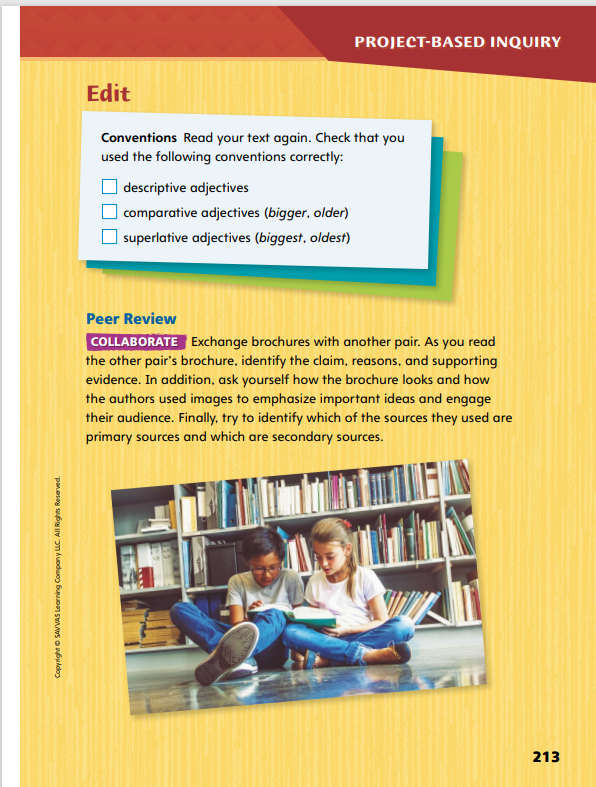 PROJECT-BASED INQUIRY
Edit
Conventions Read your text again. Check that you
used the following conventions correctly:
descriptive adjectives
comparative adjectives (bigger, older)
superlative adjectives (biggest, oldest)
Peer Review
COLLABORATE Exchange brochures with another pair. As you read
the other pair's brochure, identify the claim, reasons, and supporting
evidence. In addition, ask yourself how the brochure looks and how
the authors used images to emphasize important ideas and engage
their audience. Finally, try to identify which of the sources they used are
primary sources and which are secondary sources.
Copyright © SAVVAS Learning Company LLC. All Rights Reserved.
213